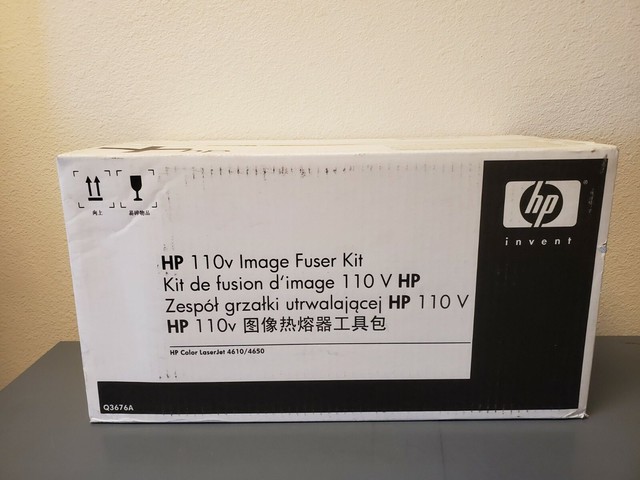 向上
易碎物品
hp
invent
HP 110v Image Fuser Kit
Kit de fusion d'image 110 V HP
Zespół grzałki utrwalającej HP 110 V
HP 110v 图像热熔器工具包
HP Color LaserJet 4610/4650
Q3676A